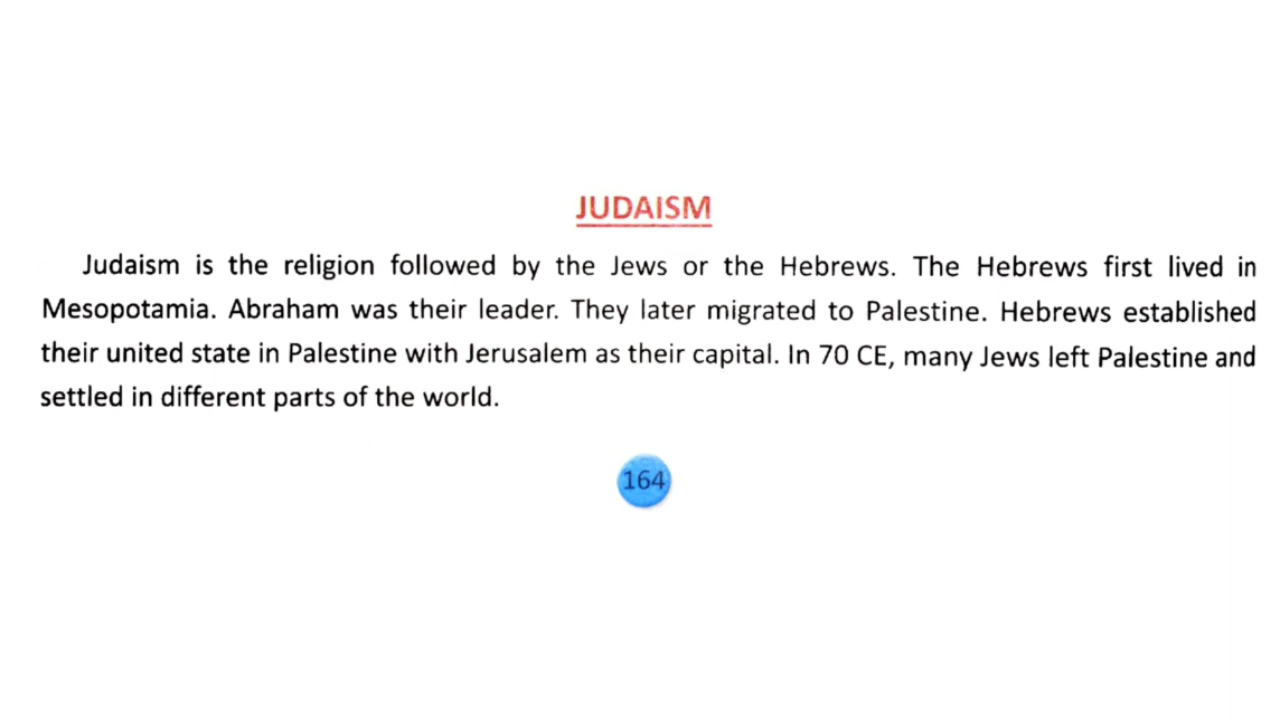 JUDAISM
Judaism is the religion followed by the Jews or the Hebrews. The Hebrews first lived in
Mesopotamia. Abraham was their leader. They later migrated to Palestine. Hebrews established
their united state in Palestine with Jerusalem as their capital. In 70 CE, many Jews left Palestine and
settled in different parts of the world.
164